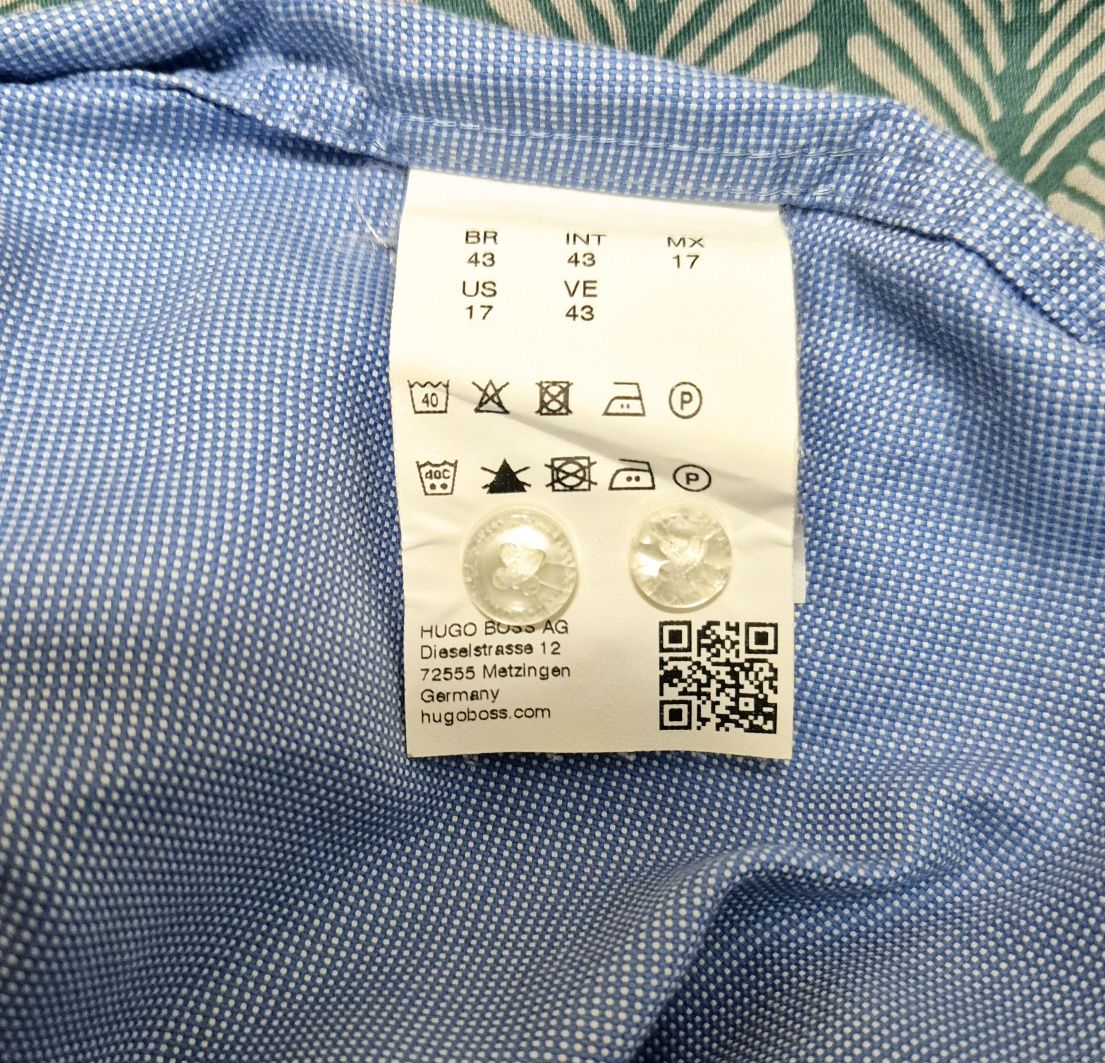 BR INT MX
43 43 17
US VE
17 43
40 P
40C P
HUGO BOSS AG
Dieselstrasse 12
72555 Metzingen
Germany
hugoboss.com